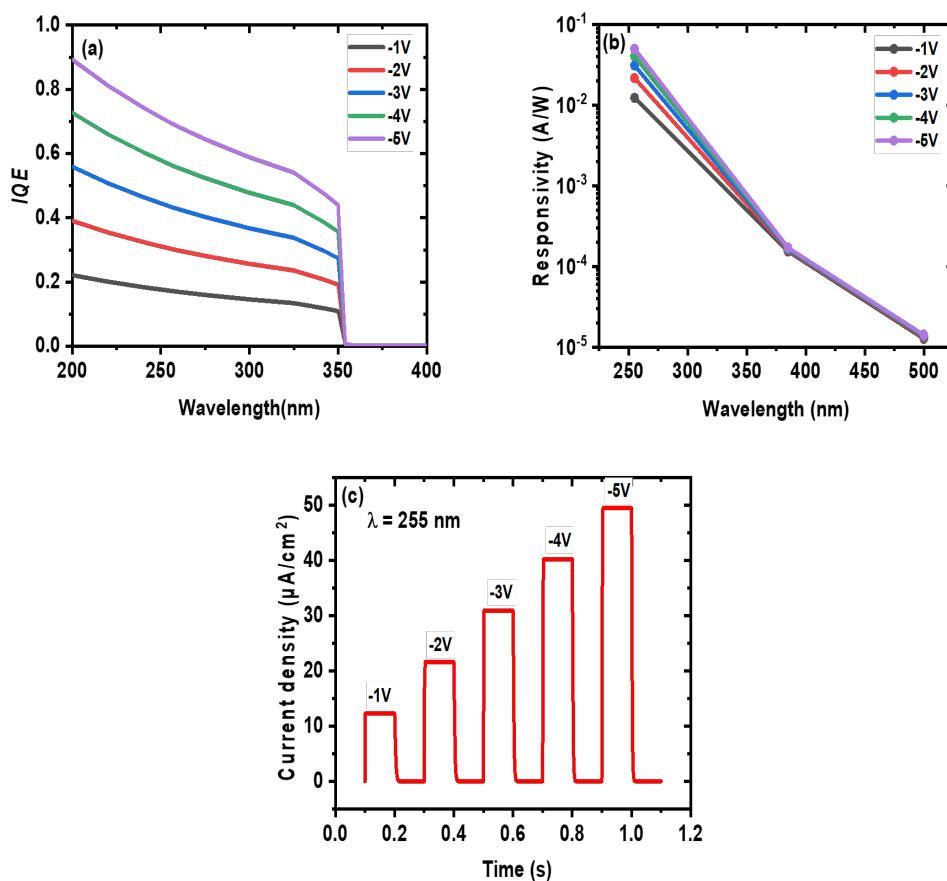 (a)
-1V
-2V
-3V
-4V
-5V
1.0
0.8
0.6
0.4
0.2
0.0
IQE
200
250
300
350
400
Wavelength(nm)
(b)
-1V
-2V
-3V
-4V
-5V
10⁻¹
10⁻²
10⁻³
10⁻⁴
10⁻⁵
Responsivity (A/W)
250
300
350
400
450
500
Wavelength (nm)
(c)
λ = 255 nm
-1V
-2V
-3V
-4V
-5V
50
40
30
20
10
0
Current density (µA/cm²)
0.0
0.2
0.4
0.6
0.8
1.0
1.2
Time (s)